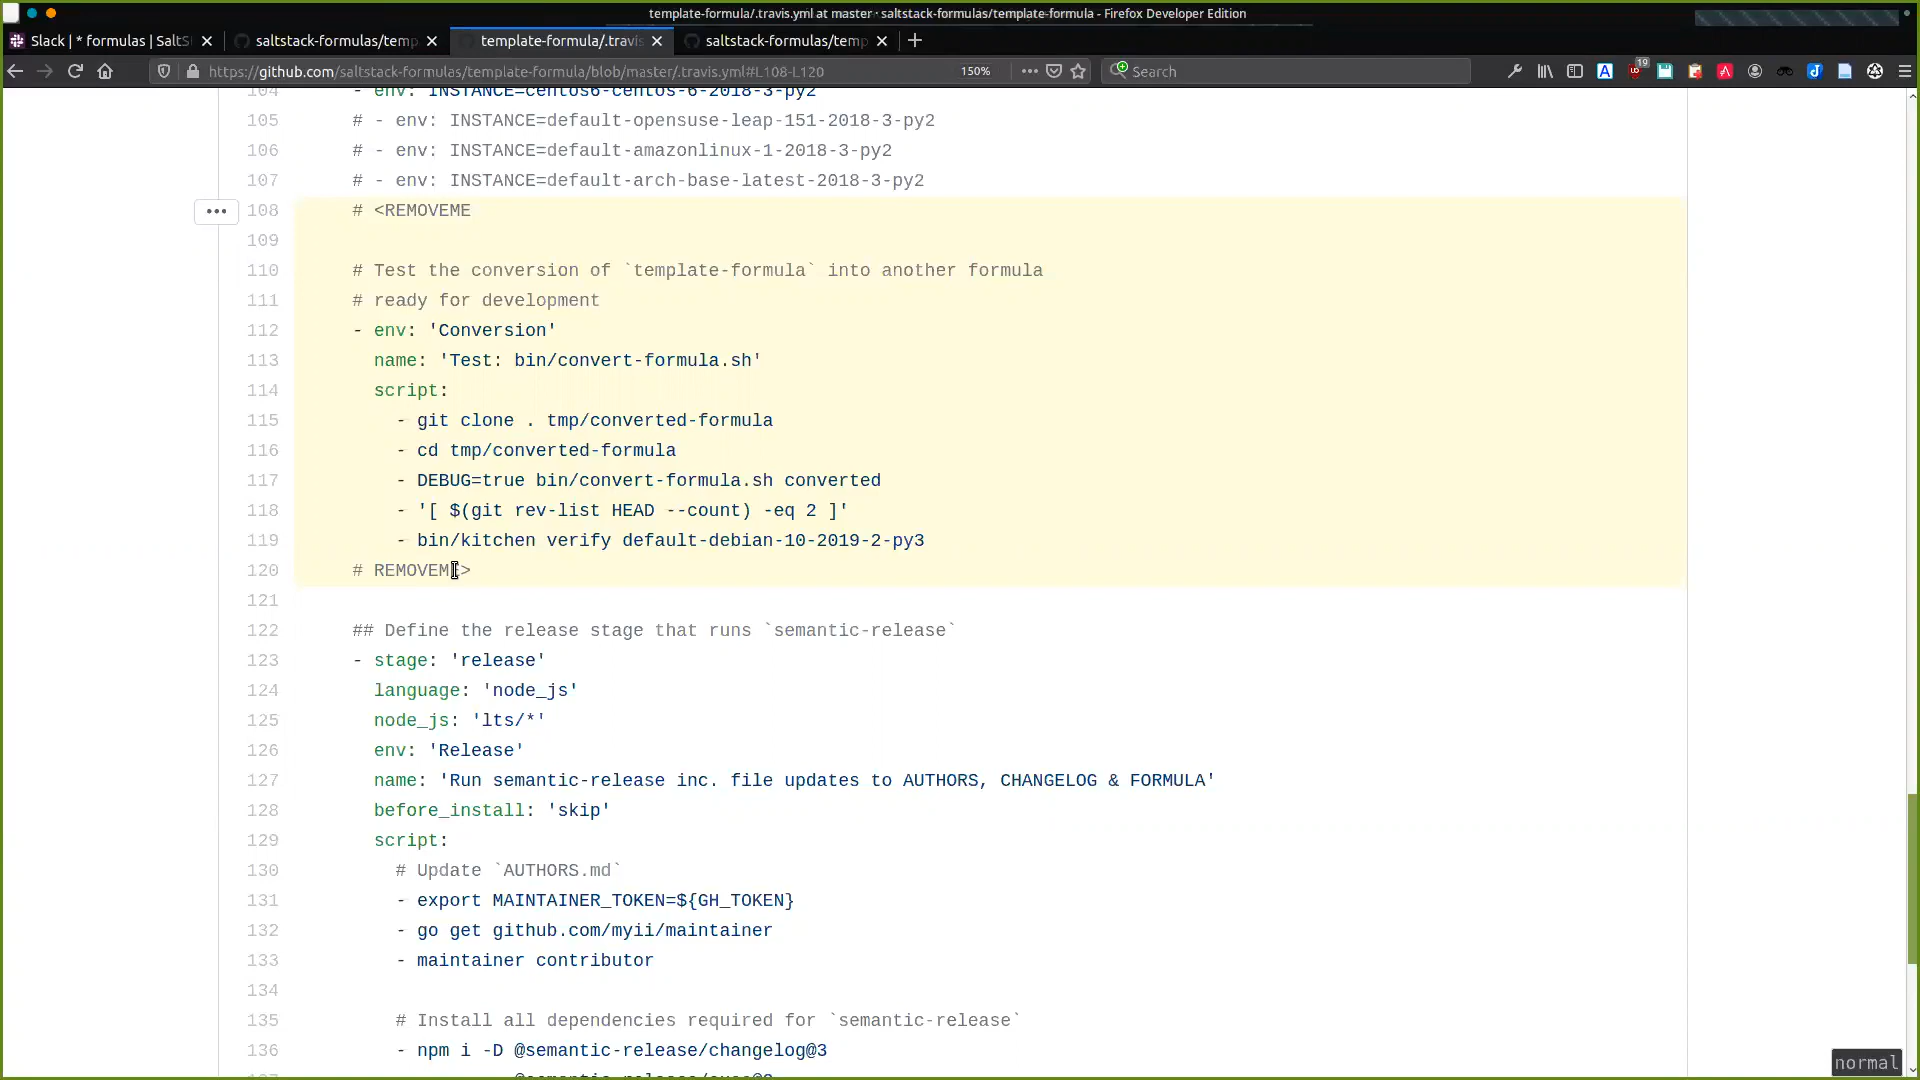 template-formula/.travis.yml at master · saltstack-formulas/template-formula - Firefox Developer Edition
Slack | * formulas | SaltS
saltstack-formulas/temp
template-formula/.travis
saltstack-formulas/temp
https://github.com/saltstack-formulas/template-formula/blob/master/.travis.yml#L108-L120
150%
Search
19
104 - env: INSTANCE=centos6-centos-6-2018-3-py2
105 # - env: INSTANCE=default-opensuse-leap-151-2018-3-py2
106 # - env: INSTANCE=default-amazonlinux-1-2018-3-py2
107 # - env: INSTANCE=default-arch-base-latest-2018-3-py2
108 # <REMOVEME
109
110 # Test the conversion of `template-formula` into another formula
111 # ready for development
112 - env: 'Conversion'
113 name: 'Test: bin/convert-formula.sh'
114 script:
115 - git clone . tmp/converted-formula
116 - cd tmp/converted-formula
117 - DEBUG=true bin/convert-formula.sh converted
118 - '[ $(git rev-list HEAD --count) -eq 2 ]'
119 - bin/kitchen verify default-debian-10-2019-2-py3
120 # REMOVEME>
121
122 ## Define the release stage that runs `semantic-release`
123 - stage: 'release'
124 language: 'node_js'
125 node_js: 'lts/*'
126 env: 'Release'
127 name: 'Run semantic-release inc. file updates to AUTHORS, CHANGELOG & FORMULA'
128 before_install: 'skip'
129 script:
130 # Update `AUTHORS.md`
131 - export MAINTAINER_TOKEN=${GH_TOKEN}
132 - go get github.com/myii/maintainer
133 - maintainer contributor
134
135 # Install all dependencies required for `semantic-release`
136 - npm i -D @semantic-release/changelog@3
normal